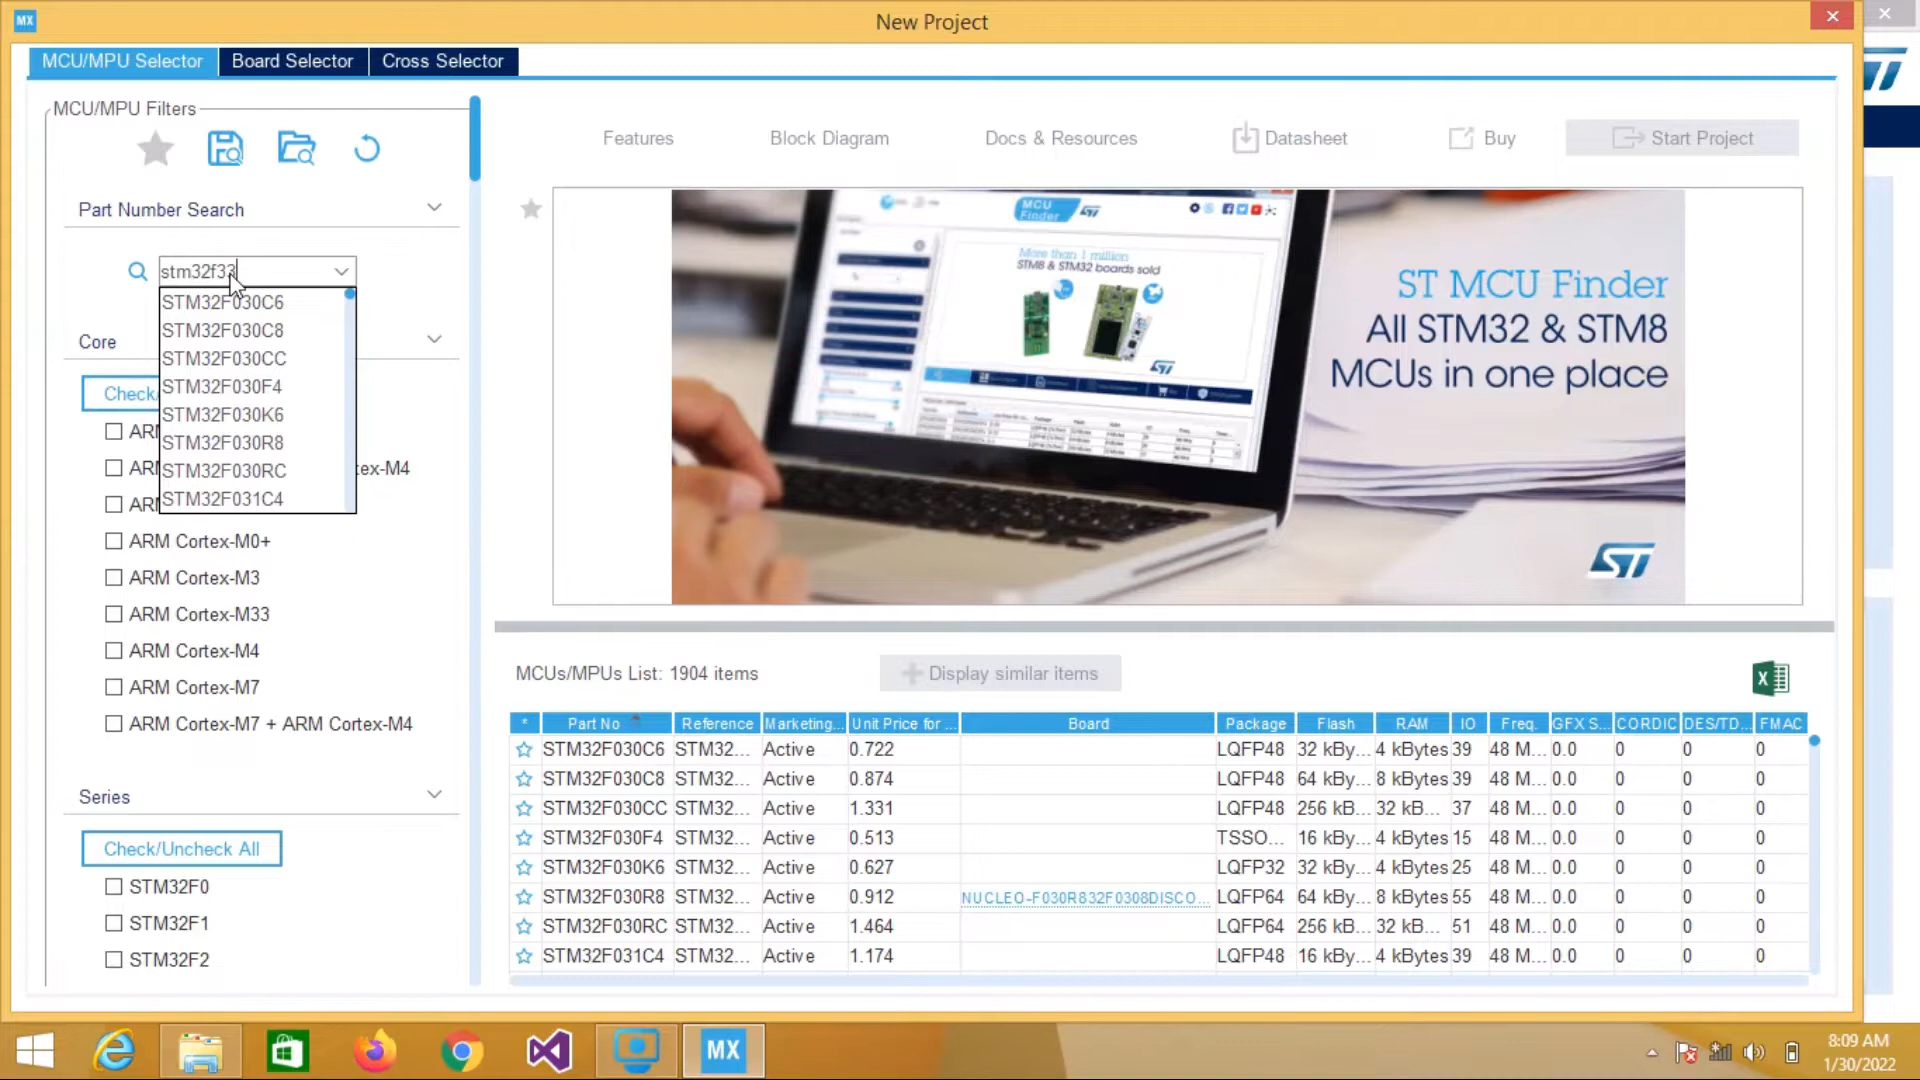 MX
New Project
MCU/MPU Selector
Board Selector
Cross Selector
MCU/MPU Filters
Features
Block Diagram
Docs & Resources
Datasheet
Buy
Start Project
Part Number Search
stm32f33
STM32F030C6
STM32F030C8
STM32F030CC
STM32F030F4
STM32F030K6
STM32F030R8
STM32F030RC
STM32F031C4
Core
Check/
ARM
ARM
tex-M4
ARM
ARM Cortex-M0+
ARM Cortex-M3
ARM Cortex-M33
ARM Cortex-M4
ARM Cortex-M7
ARM Cortex-M7 + ARM Cortex-M4
Series
Check/Uncheck All
STM32F0
STM32F1
STM32F2
MCU
Finder
More than 1 million
STM8 & STM32 boards sold
ST MCU Finder
All STM32 & STM8
MCUs in one place
MCUs/MPUs List: 1904 items
Display similar items
* Part No Reference Marketing... Unit Price for ... Board Package Flash RAM IO Freq. GFX S... CORDIC DES/TD... FMAC
STM32F030C6 STM32... Active 0.722 LQFP48 32 kBy... 4 kBytes 39 48 M... 0.0 0 0 0
STM32F030C8 STM32... Active 0.874 LQFP48 64 kBy... 8 kBytes 39 48 M... 0.0 0 0 0
STM32F030CC STM32... Active 1.331 LQFP48 256 kB... 32 kB... 37 48 M... 0.0 0 0 0
STM32F030F4 STM32... Active 0.513 TSSO... 16 kBy... 4 kBytes 15 48 M... 0.0 0 0 0
STM32F030K6 STM32... Active 0.627 LQFP32 32 kBy... 4 kBytes 25 48 M... 0.0 0 0 0
STM32F030R8 STM32... Active 0.912 NUCLEO-F030R832F0308DISCO... LQFP64 64 kBy... 8 kBytes 55 48 M... 0.0 0 0 0
STM32F030RC STM32... Active 1.464 LQFP64 256 kB... 32 kB... 51 48 M... 0.0 0 0 0
STM32F031C4 STM32... Active 1.174 LQFP48 16 kBy... 4 kBytes 39 48 M... 0.0 0 0 0
MX
8:09 AM
1/30/2022